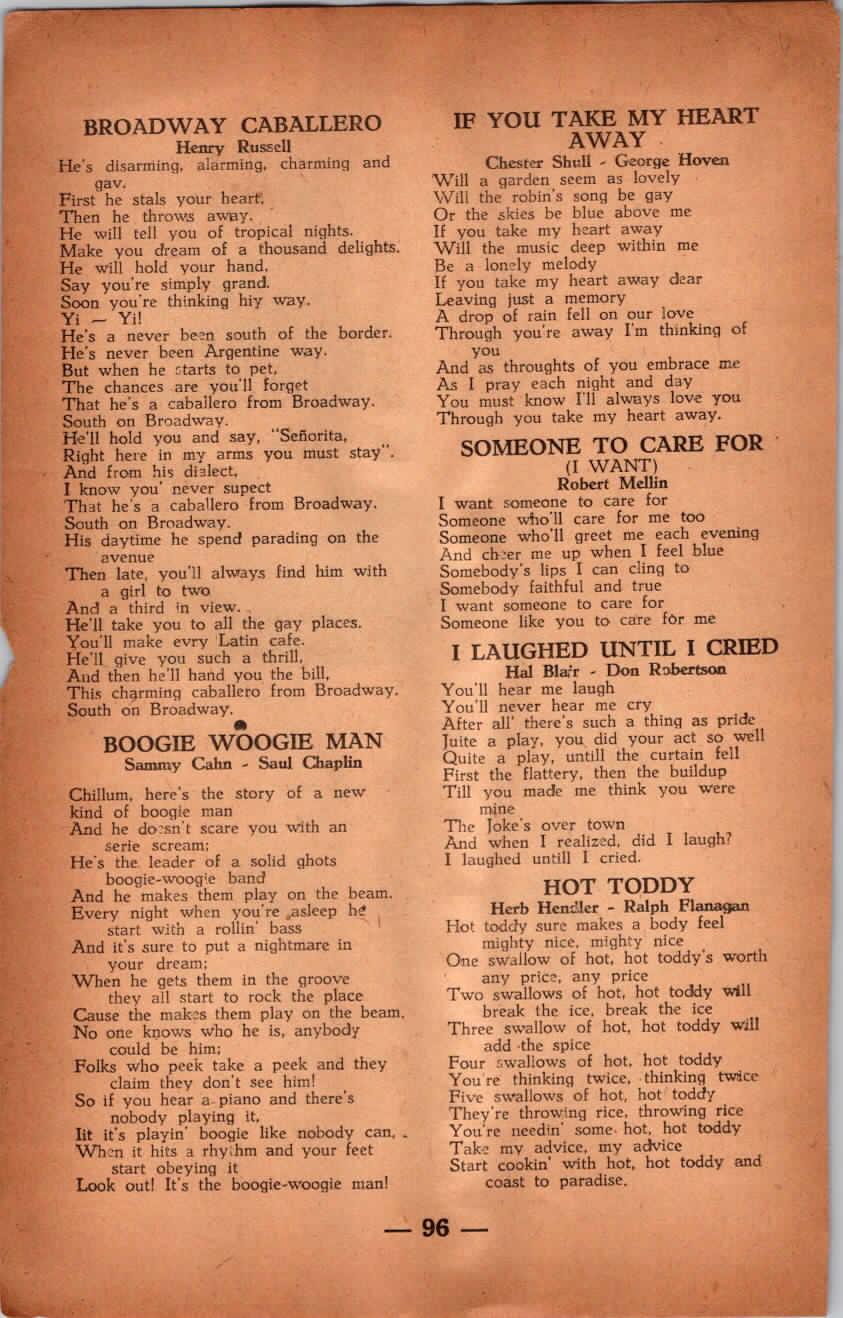 BROADWAY CABALLERO
Henry Russell
He's disarming, alarming, charming and
gav.
First he stals your heart,
Then he throws away.
He will tell you of tropical nights.
Make you dream of a thousand delights.
He will hold your hand,
Say you're simply grand.
Soon you're thinking hiy way.
Yi — Yi!
He's a never been south of the border.
He's never been Argentine way.
But when he starts to pet,
The chances are you'll forget
That he's a caballero from Broadway.
South on Broadway.
He'll hold you and say, "Señorita,
Right here in my arms you must stay".
And from his dialect,
I know you' never supect
That he's a caballero from Broadway.
South on Broadway.
His daytime he spend parading on the
avenue
Then late, you'll always find him with
a girl to two
And a third in view.
He'll take you to all the gay places.
You'll make evry Latin cafe.
He'll give you such a thrill,
And then he'll hand you the bill,
This charming caballero from Broadway.
South on Broadway.
BOOGIE WOOGIE MAN
Sammy Cahn - Saul Chaplin
Chillum, here's the story of a new
kind of boogie man
And he doesn't scare you with an
serie scream;
He's the leader of a solid ghots
boogie-woogie band
And he makes them play on the beam.
Every night when you're asleep he
start with a rollin' bass
And it's sure to put a nightmare in
your dream;
When he gets them in the groove
they all start to rock the place
Cause the makes them play on the beam,
No one knows who he is, anybody
could be him;
Folks who peek take a peek and they
claim they don't see him!
So if you hear a piano and there's
nobody playing it,
Iit it's playin' boogie like nobody can,
When it hits a rhythm and your feet
start obeying it
Look out! It's the boogie-woogie man!
IF YOU TAKE MY HEART
AWAY
Chester Shull - George Hoven
Will a garden seem as lovely
Will the robin's song be gay
Or the skies be blue above me
If you take my heart away
Will the music deep within me
Be a lonely melody
If you take my heart away dear
Leaving just a memory
A drop of rain fell on our love
Through you're away I'm thinking of
you
And as throughts of you embrace me
As I pray each night and day
You must know I'll always love you
Through you take my heart away.
SOMEONE TO CARE FOR
(I WANT)
Robert Mellin
I want someone to care for
Someone who'll care for me too
Someone who'll greet me each evening
And cheer me up when I feel blue
Somebody's lips I can cling to
Somebody faithful and true
I want someone to care for
Someone like you to care for me
I LAUGHED UNTIL I CRIED
Hal Blair - Don Robertson
You'll hear me laugh
You'll never hear me cry
After all' there's such a thing as pride
Juite a play, you did your act so well
Quite a play, untill the curtain fell
First the flattery, then the buildup
Till you made me think you were
mine
The Joke's over town
And when I realized, did I laugh?
I laughed untill I cried.
HOT TODDY
Herb Hendler - Ralph Flanagan
Hot toddy sure makes a body feel
mighty nice, mighty nice
One swallow of hot, hot toddy's worth
any price, any price
Two swallows of hot, hot toddy will
break the ice, break the ice
Three swallow of hot, hot toddy will
add the spice
Four swallows of hot, hot toddy
You're thinking twice, thinking twice
Five swallows of hot, hot toddy
They're throwing rice, throwing rice
You're needin' some hot, hot toddy
Take my advice, my advice
Start cookin' with hot, hot toddy and
coast to paradise.
— 96 —